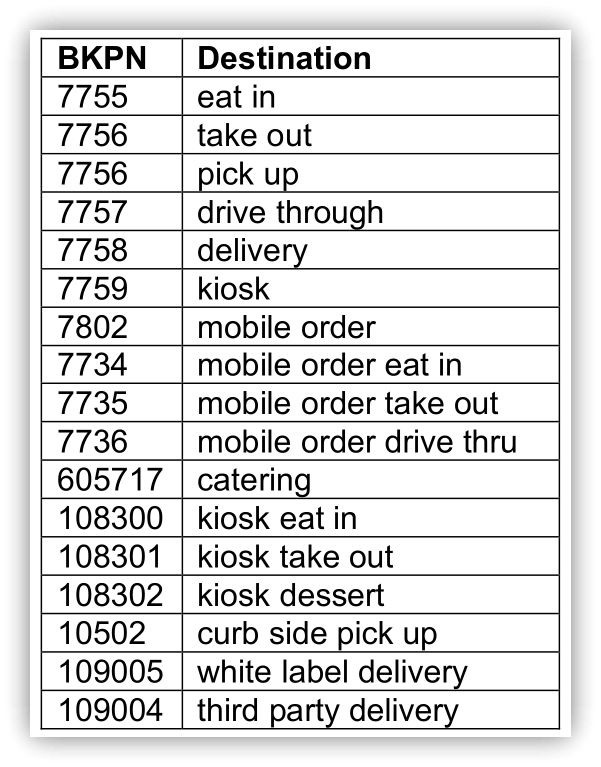 BKPN Destination
7755 eat in
7756 take out
7756 pick up
7757 drive through
7758 delivery
7759 kiosk
7802 mobile order
7734 mobile order eat in
7735 mobile order take out
7736 mobile order drive thru
605717 catering
108300 kiosk eat in
108301 kiosk take out
108302 kiosk dessert
10502 curb side pick up
109005 white label delivery
109004 third party delivery